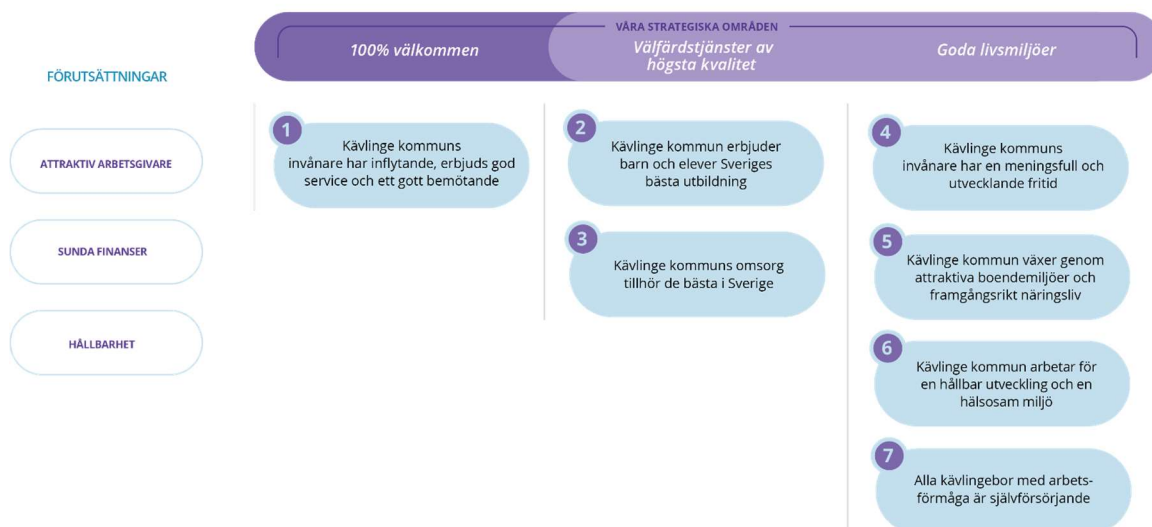 VÅRA STRATEGISKA OMRÅDEN
100% välkommen
Välfärdstjänster av
högsta kvalitet
Goda livsmiljöer
FÖRUTSÄTTNINGAR
ATTRAKTIV ARBETSGIVARE
SUNDA FINANSER
HÅLLBARHET
1
Kävlinge kommuns
invånare har inflytande, erbjuds god
service och ett gott bemötande
2
Kävlinge kommun erbjuder
barn och elever Sveriges
bästa utbildning
3
Kävlinge kommuns omsorg
tillhör de bästa i Sverige
4
Kävlinge kommuns
invånare har en meningsfull och
utvecklande fritid
5
Kävlinge kommun växer genom
attraktiva boendemiljöer och
framgångsrikt näringsliv
6
Kävlinge kommun arbetar för
en hållbar utveckling och en
hälsosam miljö
7
Alla kävlingebor med arbets-
förmåga är självförsörjande